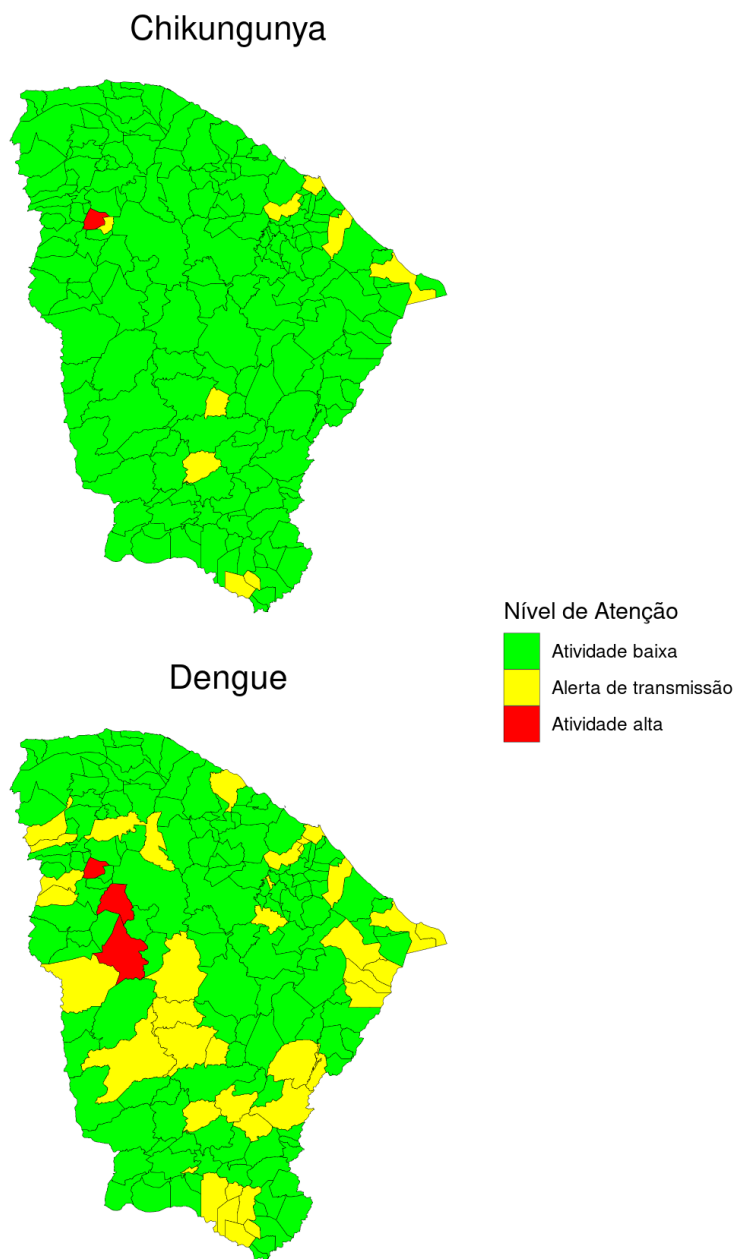 Chikungunya
Nível de Atenção
Atividade baixa
Alerta de transmissão
Atividade alta
Dengue